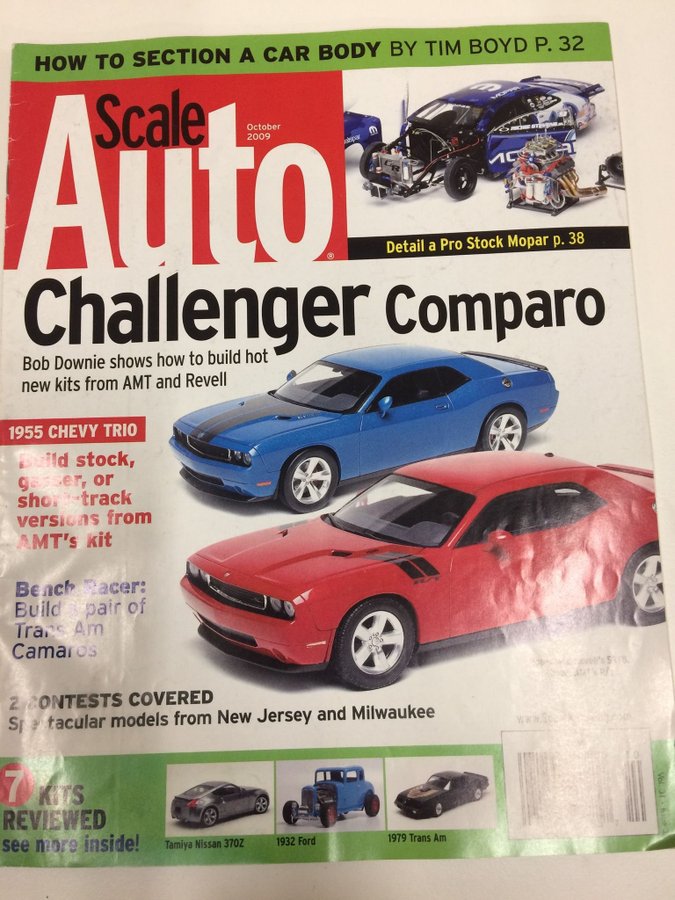 HOW TO SECTION A CAR BODY BY TIM BOYD P. 32
Scale
Auto
October
2009
®
Detail a Pro Stock Mopar p. 38
Challenger Comparo
Bob Downie shows how to build hot
new kits from AMT and Revell
1955 CHEVY TRIO
Build stock,
gasser, or
short-track
versions from
AMT's kit
Bench Racer:
Build a pair of
Trans Am
Camaros
2 CONTESTS COVERED
Spectacular models from New Jersey and Milwaukee
7 KITS
REVIEWED
see more inside!
Tamiya Nissan 370Z
1932 Ford
1979 Trans Am